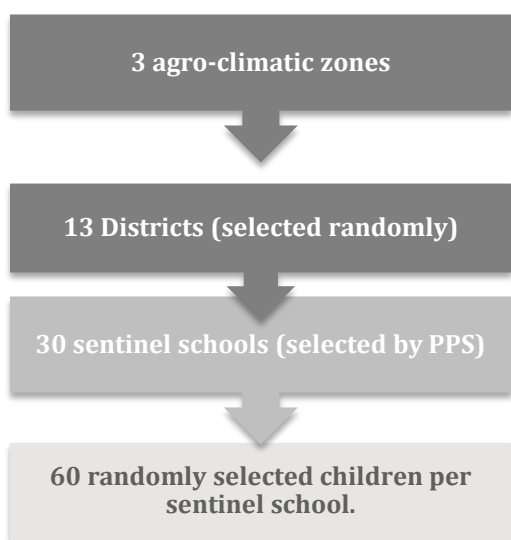 3 agro-climatic zones
13 Districts (selected randomly)
30 sentinel schools (selected by PPS)
60 randomly selected children per
sentinel school.